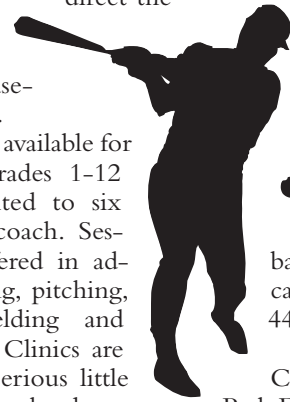 direct the
se-
available for
rades 1-12
ted to six
coach. Ses-
ered in ad-
g, pitching,
elding and
Clinics are
erious little
ba
ca
44
C